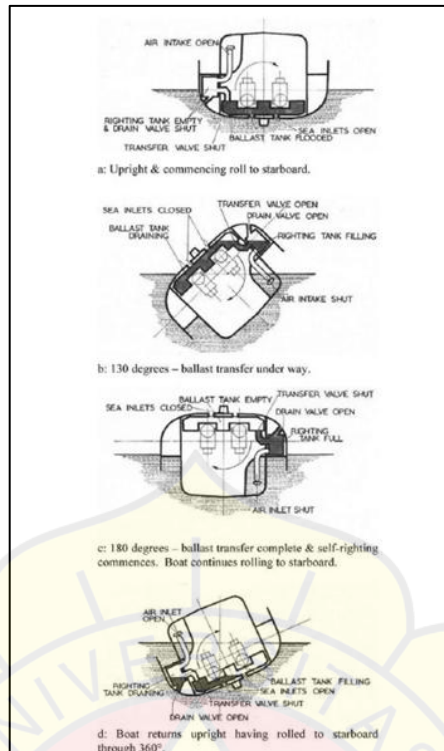 AIR INTAKE OPEN
RIGHTING TANK EMPTY
& DRAIN VALVE SHUT
TRANSFER VALVE SHUT
SEA INLETS OPEN
BALLAST TANK FLOODED
a: Upright & commencing roll to starboard.
TRANSFER VALVE OPEN
SEA INLETS CLOSED
DRAIN VALVE OPEN
BALLAST TANK
DRAINING
RIGHTING TANK FILLING
AIR INTAKE SHUT
b: 130 degrees – ballast transfer under way.
BALLAST TANK EMPTY
TRANSFER VALVE SHUT
SEA INLETS CLOSED
DRAIN VALVE OPEN
RIGHTING
TANK FULL
AIR INLET SHUT
c: 180 degrees – ballast transfer complete & self-righting
commences. Boat continues rolling to starboard.
AIR INLET
OPEN
RIGHTING
TANK DRAINING
BALLAST TANK FILLING
SEA INLETS OPEN
TRANSFER VALVE SHUT
DRAIN VALVE OPEN
d: Boat returns upright having rolled to starboard
through 360°.
UNIVERSITAS